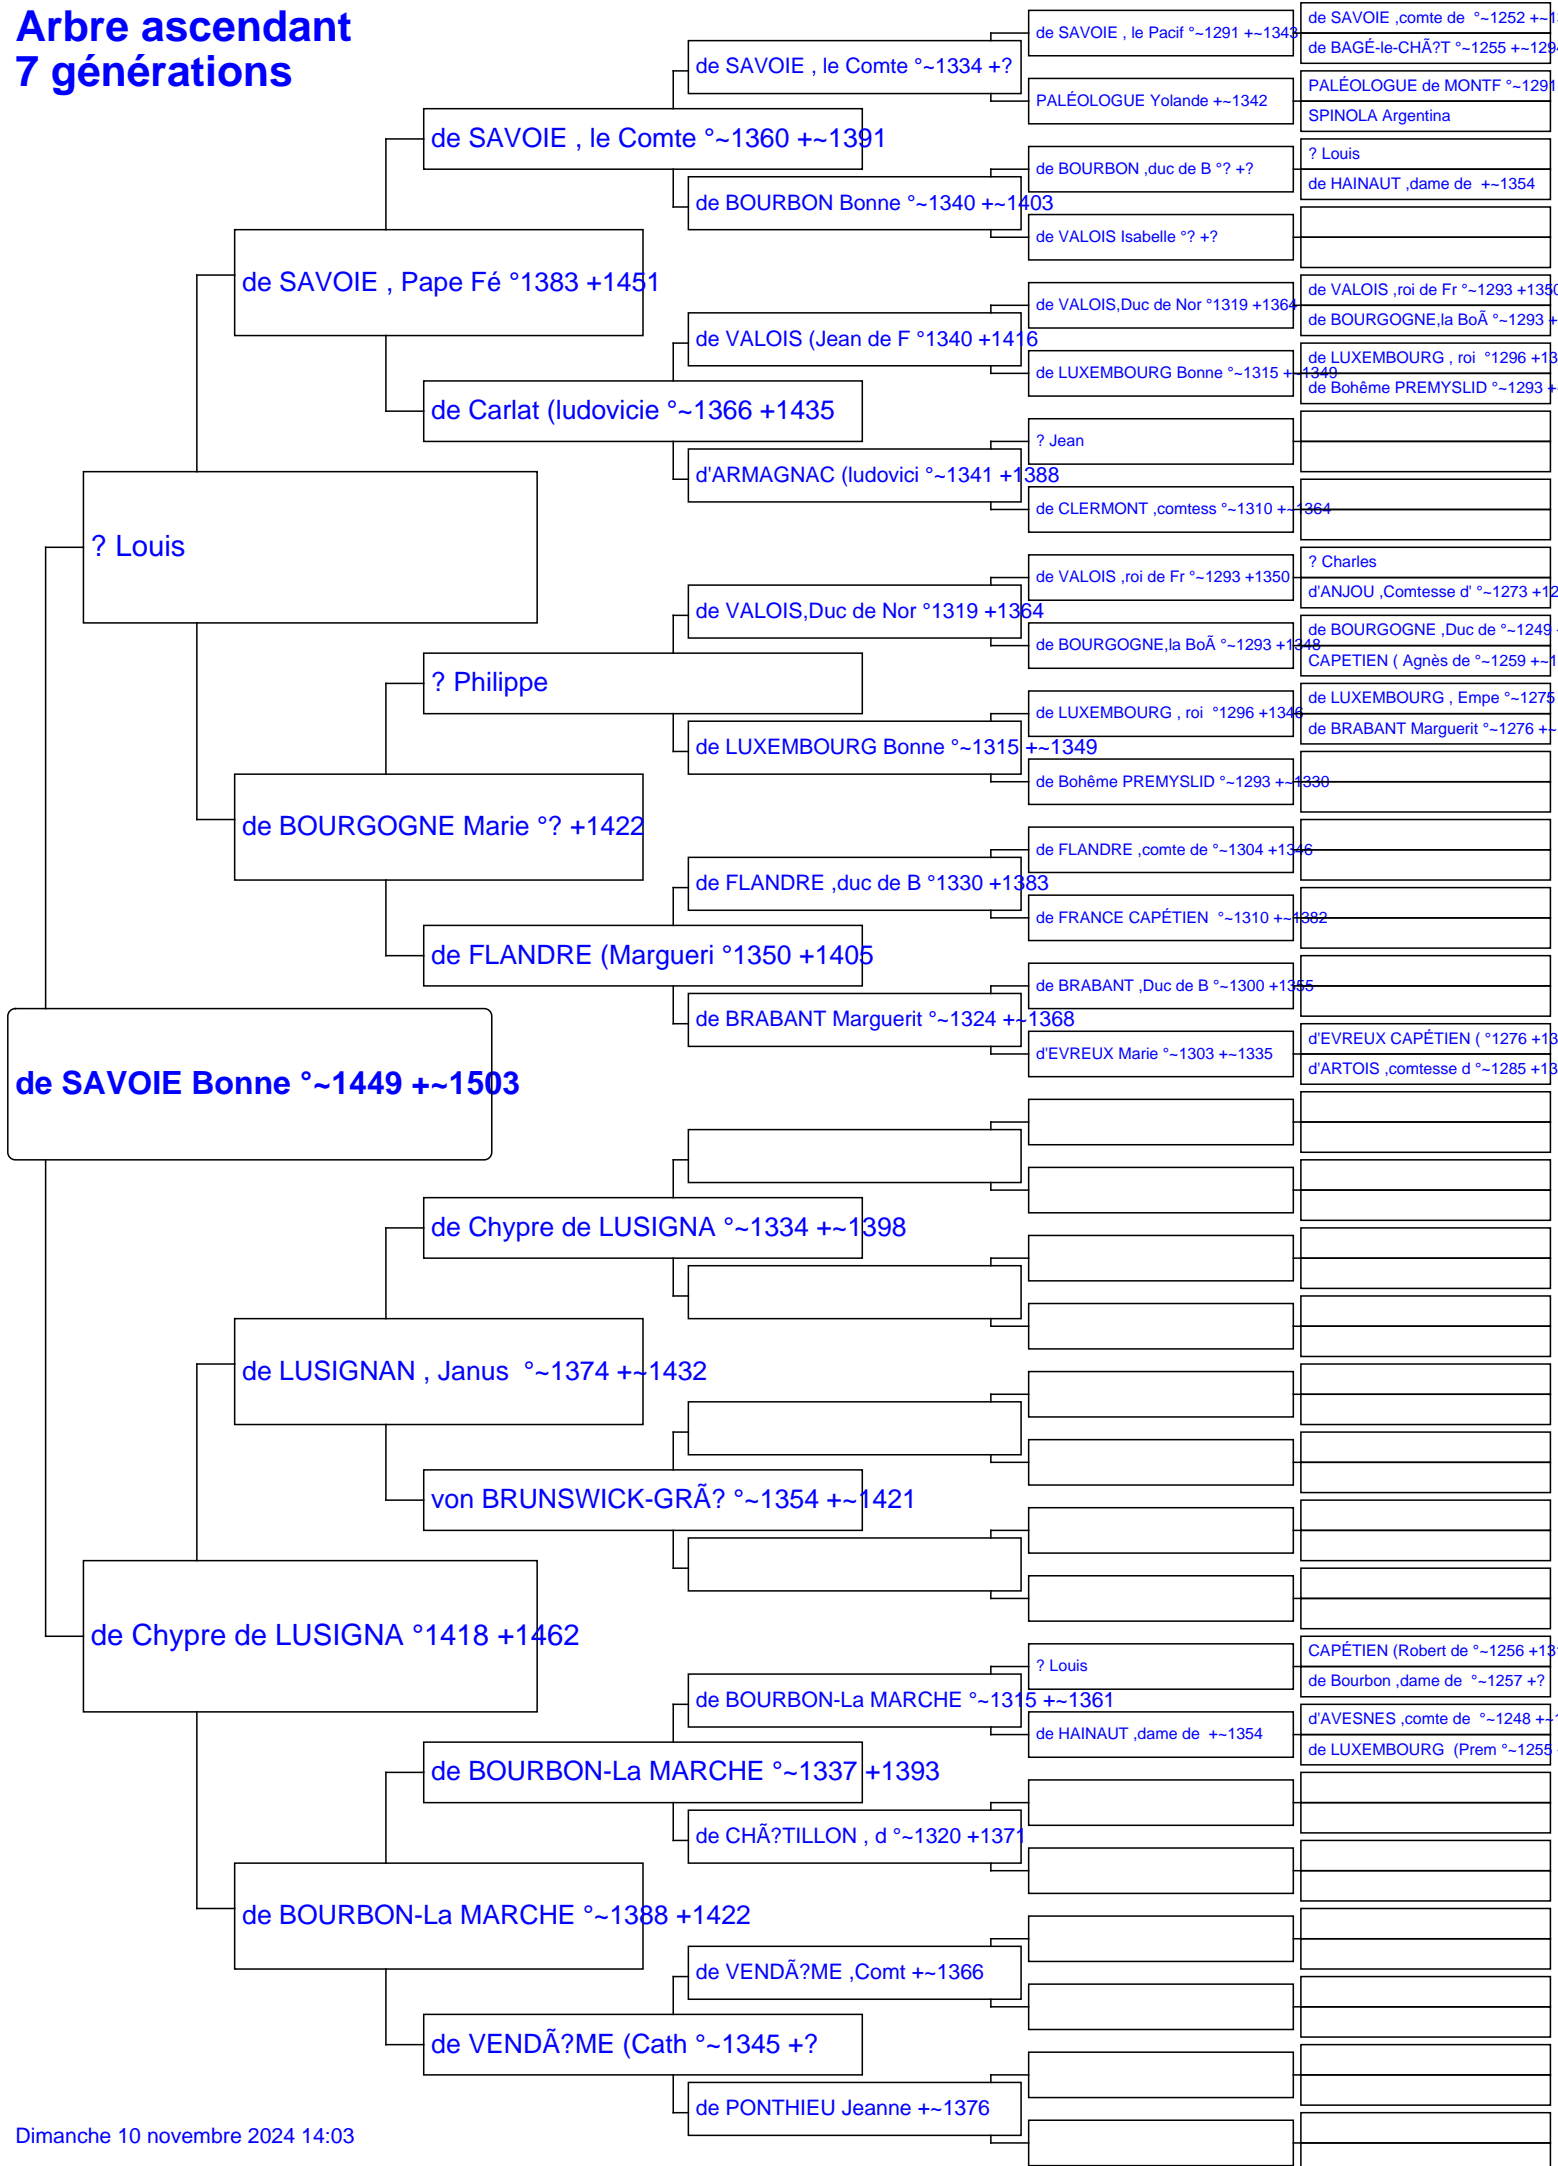 Arbre ascendant
7 générations
de SAVOIE Bonne °~1449 +~1503
? Louis
de Chypre de LUSIGNA °1418 +1462
de SAVOIE , Pape Fé °1383 +1451
de BOURGOGNE Marie °? +1422
de LUSIGNAN , Janus °~1374 +~1432
de BOURBON-La MARCHE °~1388 +1422
de SAVOIE , le Comte °~1360 +~1391
de Carlat (ludovicie °~1366 +1435
? Philippe
de FLANDRE (Margueri °1350 +1405
de Chypre de LUSIGNA °~1334 +~1398
von BRUNSWICK-GRÃ? °~1354 +~1421
de BOURBON-La MARCHE °~1337 +1393
de VENDÃ?ME (Cath °~1345 +?
de SAVOIE , le Comte °~1334 +?
de BOURBON Bonne °~1340 +~1403
de VALOIS (Jean de F °1340 +1416
d'ARMAGNAC (ludovici °~1341 +1388
de VALOIS,Duc de Nor °1319 +1364
de LUXEMBOURG Bonne °~1315 +~1349
de FLANDRE ,duc de B °1330 +1383
de BRABANT Marguerit °~1324 +~1368
de BOURBON-La MARCHE °~1315 +~1361
de CHÃ?TILLON , d °~1320 +1371
de VENDÃ?ME ,Comt +~1366
de PONTHIEU Jeanne +~1376
de SAVOIE , le Pacif °~1291 +~1343
PALÉOLOGUE Yolande +~1342
de BOURBON ,duc de B °? +?
de VALOIS Isabelle °? +?
de VALOIS,Duc de Nor °1319 +1364
de LUXEMBOURG Bonne °~1315 +~1349
? Jean
de CLERMONT ,comtess °~1310 +~1364
de VALOIS ,roi de Fr °~1293 +1350
de BOURGOGNE,la BoÃ °~1293 +1348
de LUXEMBOURG , roi °1296 +1346
de Bohême PREMYSLID °~1293 +~1330
de FLANDRE ,comte de °~1304 +1346
de FRANCE CAPÉTIEN °~1310 +~1382
de BRABANT ,Duc de B °~1300 +1355
d'EVREUX Marie °~1303 +~1335
? Louis
de HAINAUT ,dame de +~1354
de SAVOIE ,comte de °~1252 +~1
de BAGÉ-le-CHÃ?T °~1255 +~129
PALÉOLOGUE de MONTF °~1291
SPINOLA Argentina
? Louis
de HAINAUT ,dame de +~1354
de VALOIS ,roi de Fr °~1293 +1350
de BOURGOGNE,la BoÃ °~1293 +
de LUXEMBOURG , roi °1296 +13
de Bohême PREMYSLID °~1293 +
? Charles
d'ANJOU ,Comtesse d' °~1273 +12
de BOURGOGNE ,Duc de °~1249
CAPETIEN ( Agnès de °~1259 +~1
de LUXEMBOURG , Empe °~1275
de BRABANT Marguerit °~1276 +~
d'EVREUX CAPÉTIEN ( °1276 +13
d'ARTOIS ,comtesse d °~1285 +13
CAPÉTIEN (Robert de °~1256 +13
de Bourbon ,dame de °~1257 +?
d'AVESNES ,comte de °~1248 +~1
de LUXEMBOURG (Prem °~1255
Dimanche 10 novembre 2024 14:03